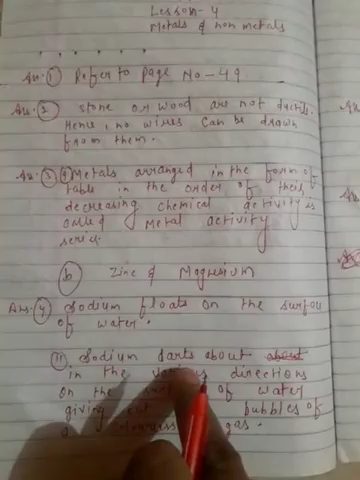 Lesson-4
Metals & non metals
Ans. 1 Refer to Page No-49
Ans. 2 Stone or wood are not ductile.
Hense, no wires can be drawn
from them.
Ans. 3 a Metals arranged in the form of
table in the order of their
decreasing chemical activity is
called metal activity
series.
b Zinc & Magnesium
Ans: 4 Sodium floats on the surface
of water.
II Sodium darts about about
in the various directions
on the of water
giving bubbles of
gas.